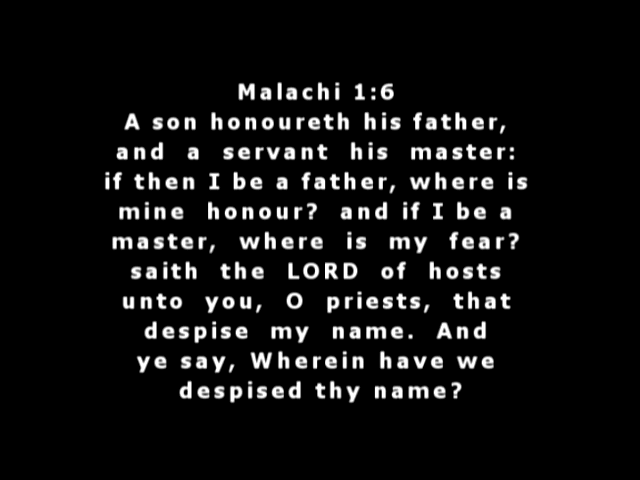 Malachi 1:6
A son honoureth his father,
and a servant his master:
if then I be a father, where is
mine honour? and if I be a
master, where is my fear?
saith the LORD of hosts
unto you, O priests, that
despise my name. And
ye say, Wherein have we
despised thy name?